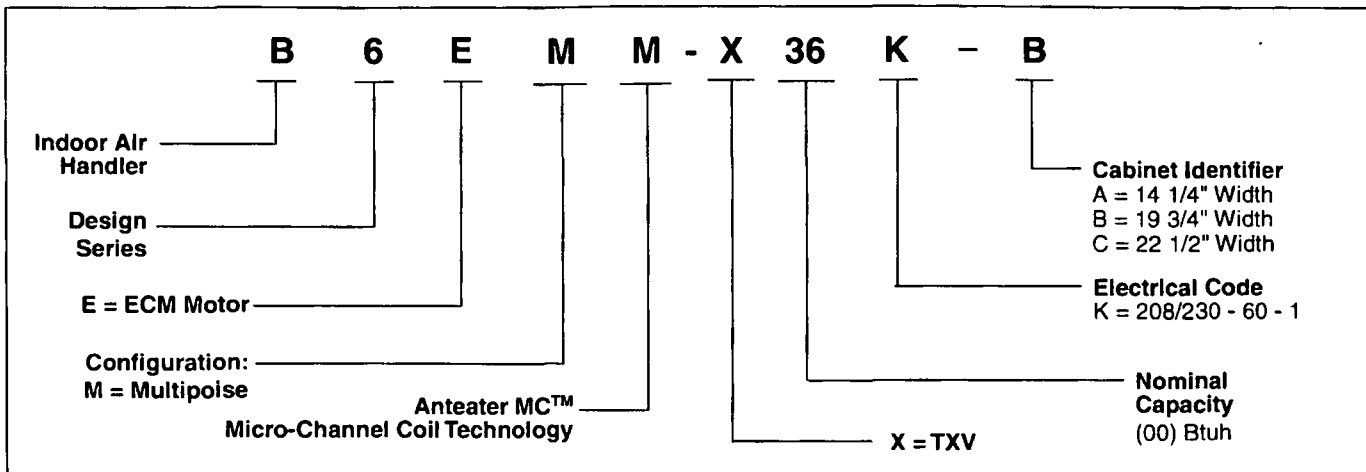 B 6 E M M - X 36 K - B
Indoor Air
Handler
Design
Series
E = ECM Motor
Configuration:
M = Multipoise
Anteater MC™
Micro-Channel Coil Technology
X = TXV
Nominal
Capacity
(00) Btuh
Electrical Code
K = 208/230 - 60 - 1
Cabinet Identifier
A = 14 1/4" Width
B = 19 3/4" Width
C = 22 1/2" Width